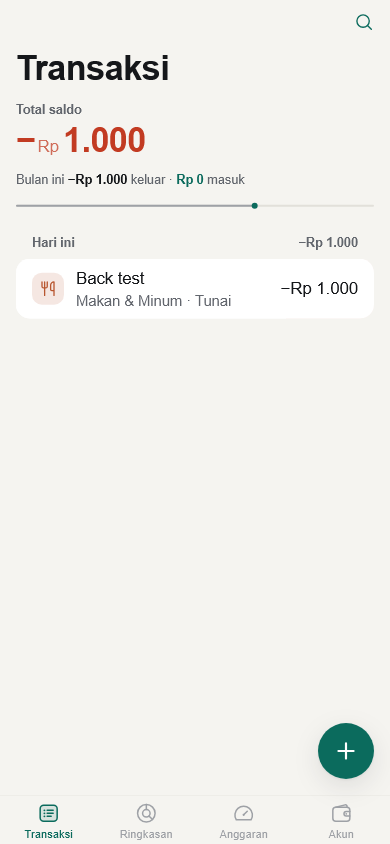 Transaksi
Total saldo
−Rp 1.000
Bulan ini −Rp 1.000 keluar · Rp 0 masuk
Hari ini −Rp 1.000
Back test
Makan & Minum · Tunai
−Rp 1.000
Transaksi
Ringkasan
Anggaran
Akun